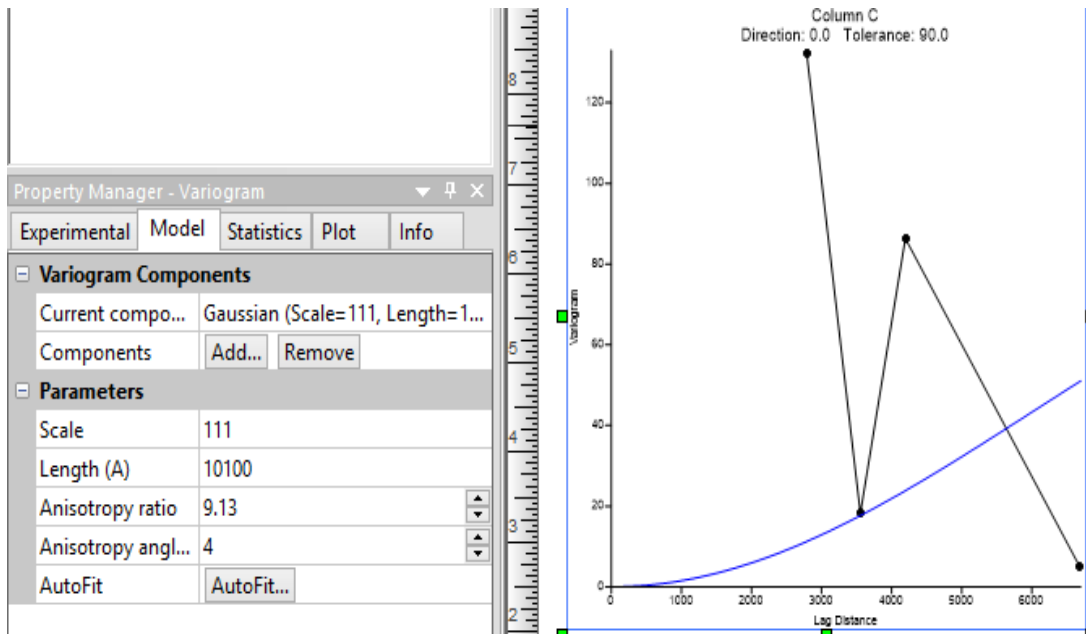 Property Manager - Variogram
Experimental Model Statistics Plot Info
Variogram Components
Current compo... Gaussian (Scale=111, Length=1...
Components Add... Remove
Parameters
Scale 111
Length (A) 10100
Anisotropy ratio 9.13
Anisotropy angl... 4
AutoFit AutoFit...
8
7
6
5
4
3
2
Column C
Direction: 0.0 Tolerance: 90.0
120
100
80
60
40
20
0
Variogram
0 1000 2000 3000 4000 5000 6000
Lag Distance